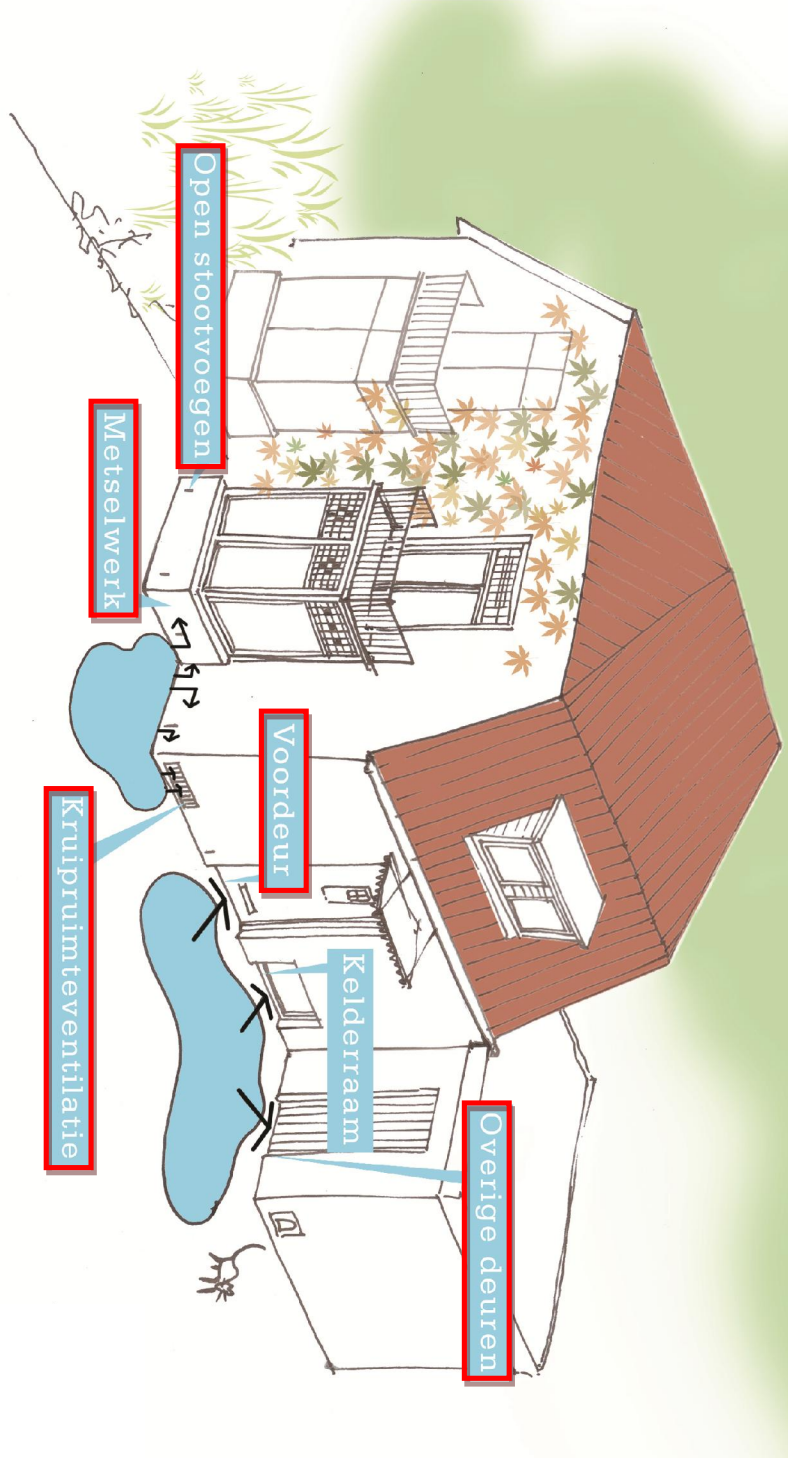 Open stootvoegen
Metselwerk
Voordeur
Kruipruimteventilatie
Kelderraam
Overige deuren